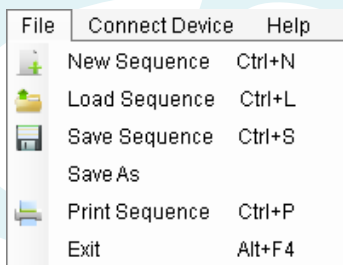 File Connect Device Help
New Sequence Ctrl+N
Load Sequence Ctrl+L
Save Sequence Ctrl+S
Save As
Print Sequence Ctrl+P
Exit Alt+F4